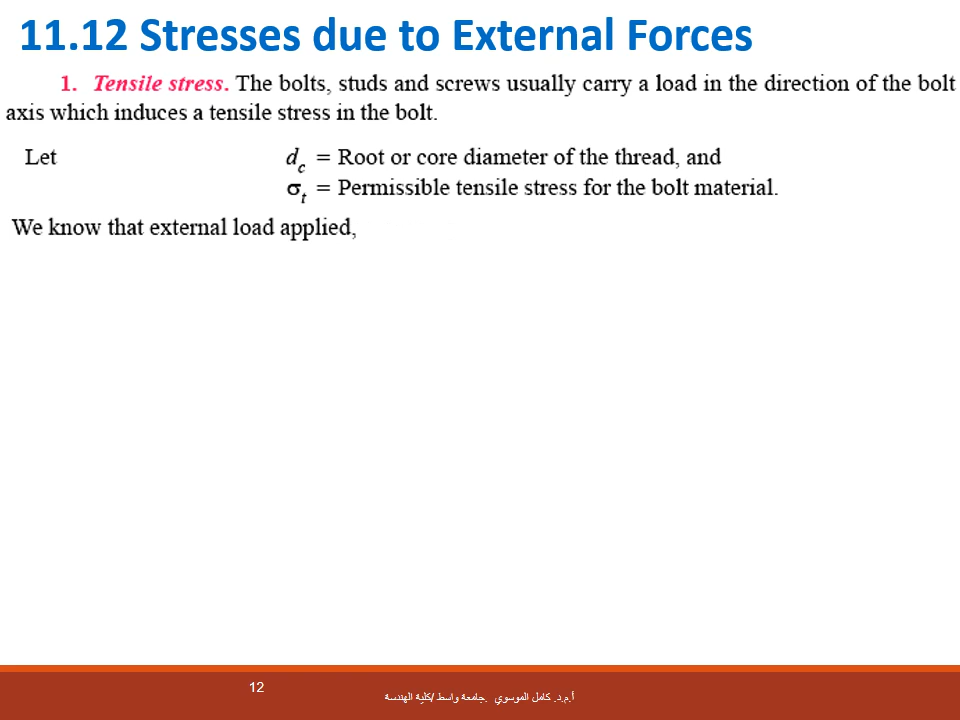 11.12 Stresses due to External Forces
1. Tensile stress. The bolts, studs and screws usually carry a load in the direction of the bolt
axis which induces a tensile stress in the bolt.
Let d_c = Root or core diameter of the thread, and
σ_t = Permissible tensile stress for the bolt material.
We know that external load applied,
12
أ.م.د. كامل الموسوي .جامعة واسط /كلية الهندسة